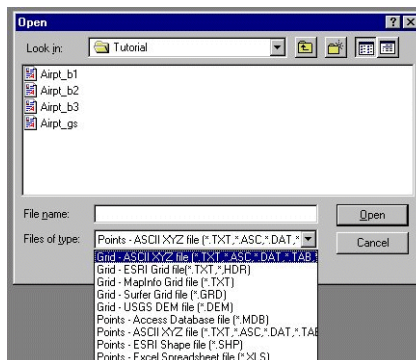 Open
Look in: Tutorial
Airpt_b1
Airpt_b2
Airpt_b3
Airpt_gs
File name:
Open
Files of type: Points - ASCII XYZ file (*.TXT,*.ASC,*.DAT,*
Cancel
Grid - ASCII XYZ file (*.TXT,*.ASC,*.DAT,*.TAB,*
Grid - ESRI Grid file(*.TXT,*,HDR)
Grid - MapInfo Grid file (*.TXT)
Grid - Surfer Grid file (*.GRD)
Grid - USGS DEM file (*.DEM)
Points - Access Database file (*.MDB)
Points - ASCII XYZ file (*.TXT,*.ASC,*.DAT,*.TAB
Points - ESRI Shape file (*.SHP)
Points - Excel Spreadsheet file (*.XLS)